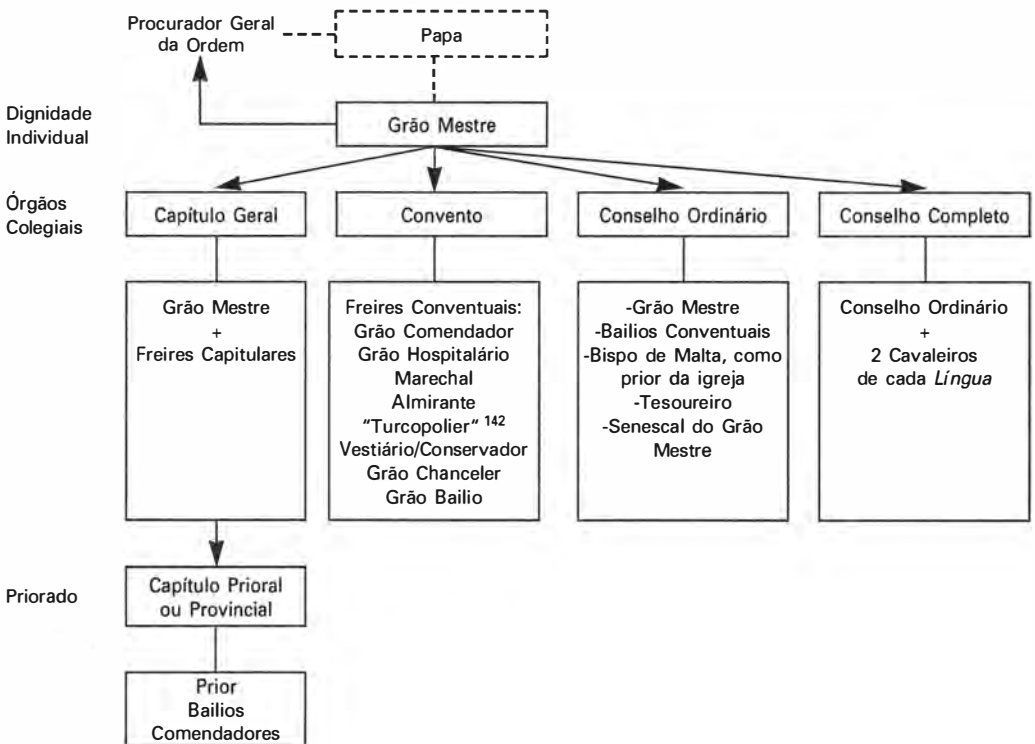 Procurador Geral
da Ordem
Papa
Dignidade
Individual
Grão Mestre
Órgãos
Colegiais
Capítulo Geral
Convento
Conselho Ordinário
Conselho Completo
Grão Mestre
+
Freires Capitulares
Freires Conventuais:
Grão Comendador
Grão Hospitalário
Marechal
Almirante
"Turcopolier" 142
Vestiário/Conservador
Grão Chanceler
Grão Bailio
-Grão Mestre
-Bailios Conventuais
-Bispo de Malta, como
prior da igreja
-Tesoureiro
-Senescal do Grão
Mestre
Conselho Ordinário
+
2 Cavaleiros
de cada Língua
Priorado
Capítulo Prioral
ou Provincial
Prior
Bailios
Comendadores